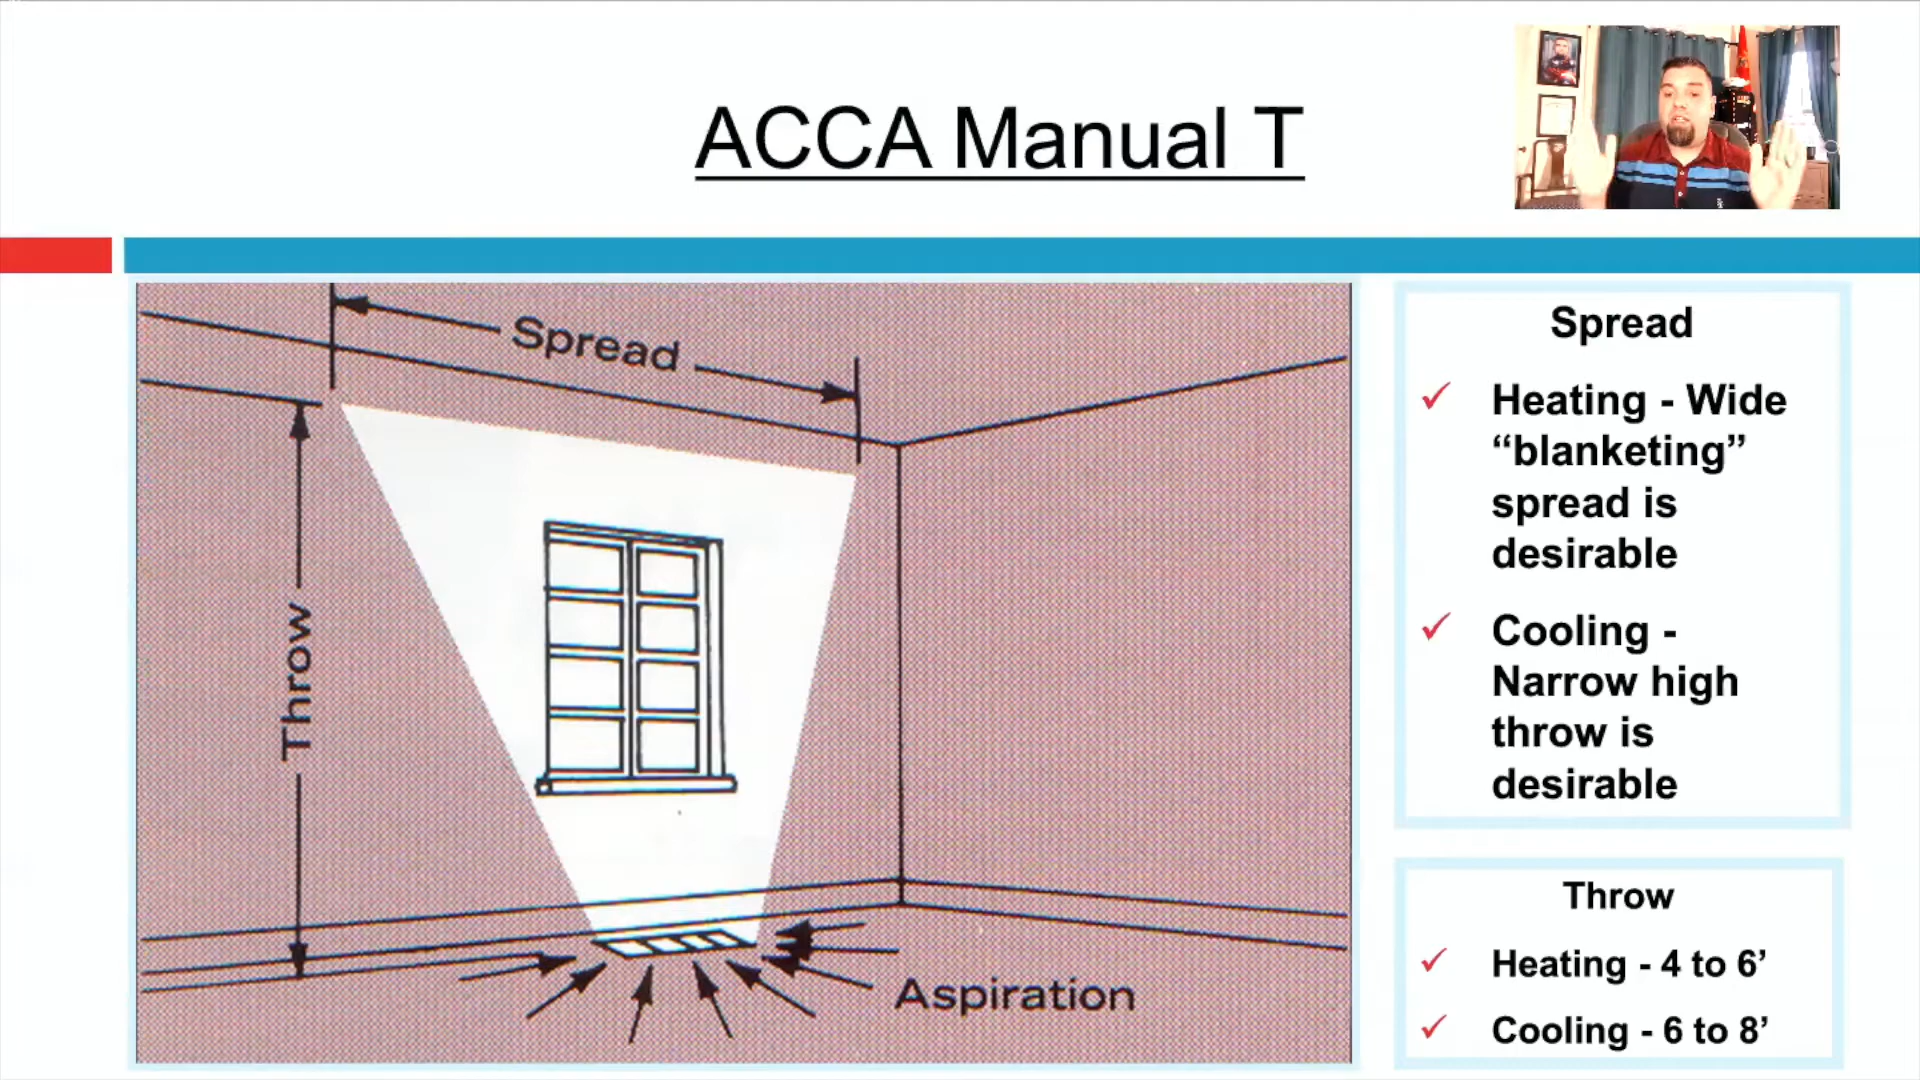 ACCA Manual T
Spread
Throw
Aspiration
Spread
Heating - Wide
“blanketing”
spread is
desirable
Cooling -
Narrow high
throw is
desirable
Throw
Heating - 4 to 6’
Cooling - 6 to 8’